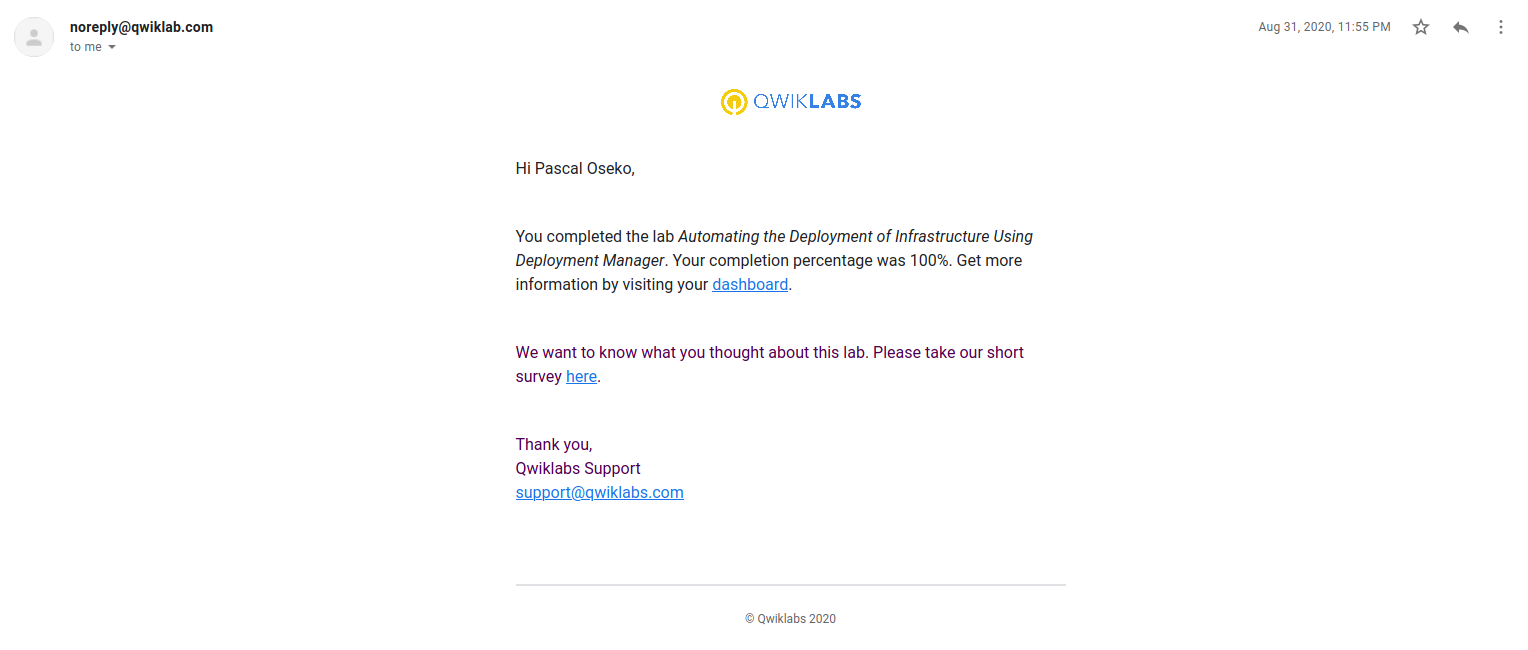 noreply@qwiklab.com
Aug 31, 2020, 11:55 PM
to me
QWIKLABS
Hi Pascal Oseko,
You completed the lab Automating the Deployment of Infrastructure Using
Deployment Manager. Your completion percentage was 100%. Get more
information by visiting your dashboard.
We want to know what you thought about this lab. Please take our short
survey here.
Thank you,
Qwiklabs Support
support@qwiklabs.com
© Qwiklabs 2020